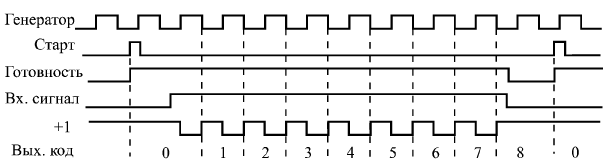 Генератор
Старт
Готовность
Вх. сигнал
+1
Вых. код 0 1 2 3 4 5 6 7 8 0